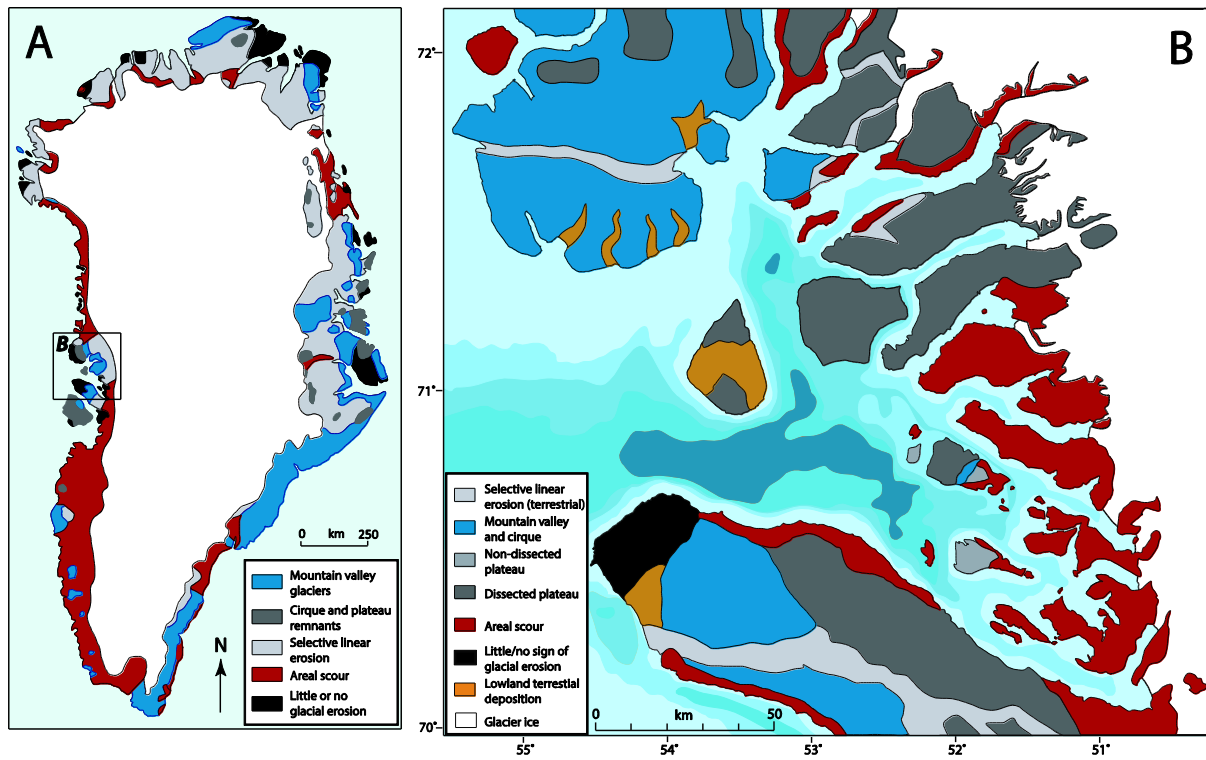 A
B
N
0 km 250
Mountain valley
glaciers
Cirque and plateau
remnants
Selective linear
erosion
Areal scour
Little or no
glacial erosion
B
72°
71°
70°
Selective linear
erosion (terrestrial)
Mountain valley
and cirque
Non-dissected
plateau
Dissected plateau
Areal scour
Little/no sign of
glacial erosion
Lowland terrestial
deposition
Glacier ice
0 km 50
55° 54° 53° 52° 51°